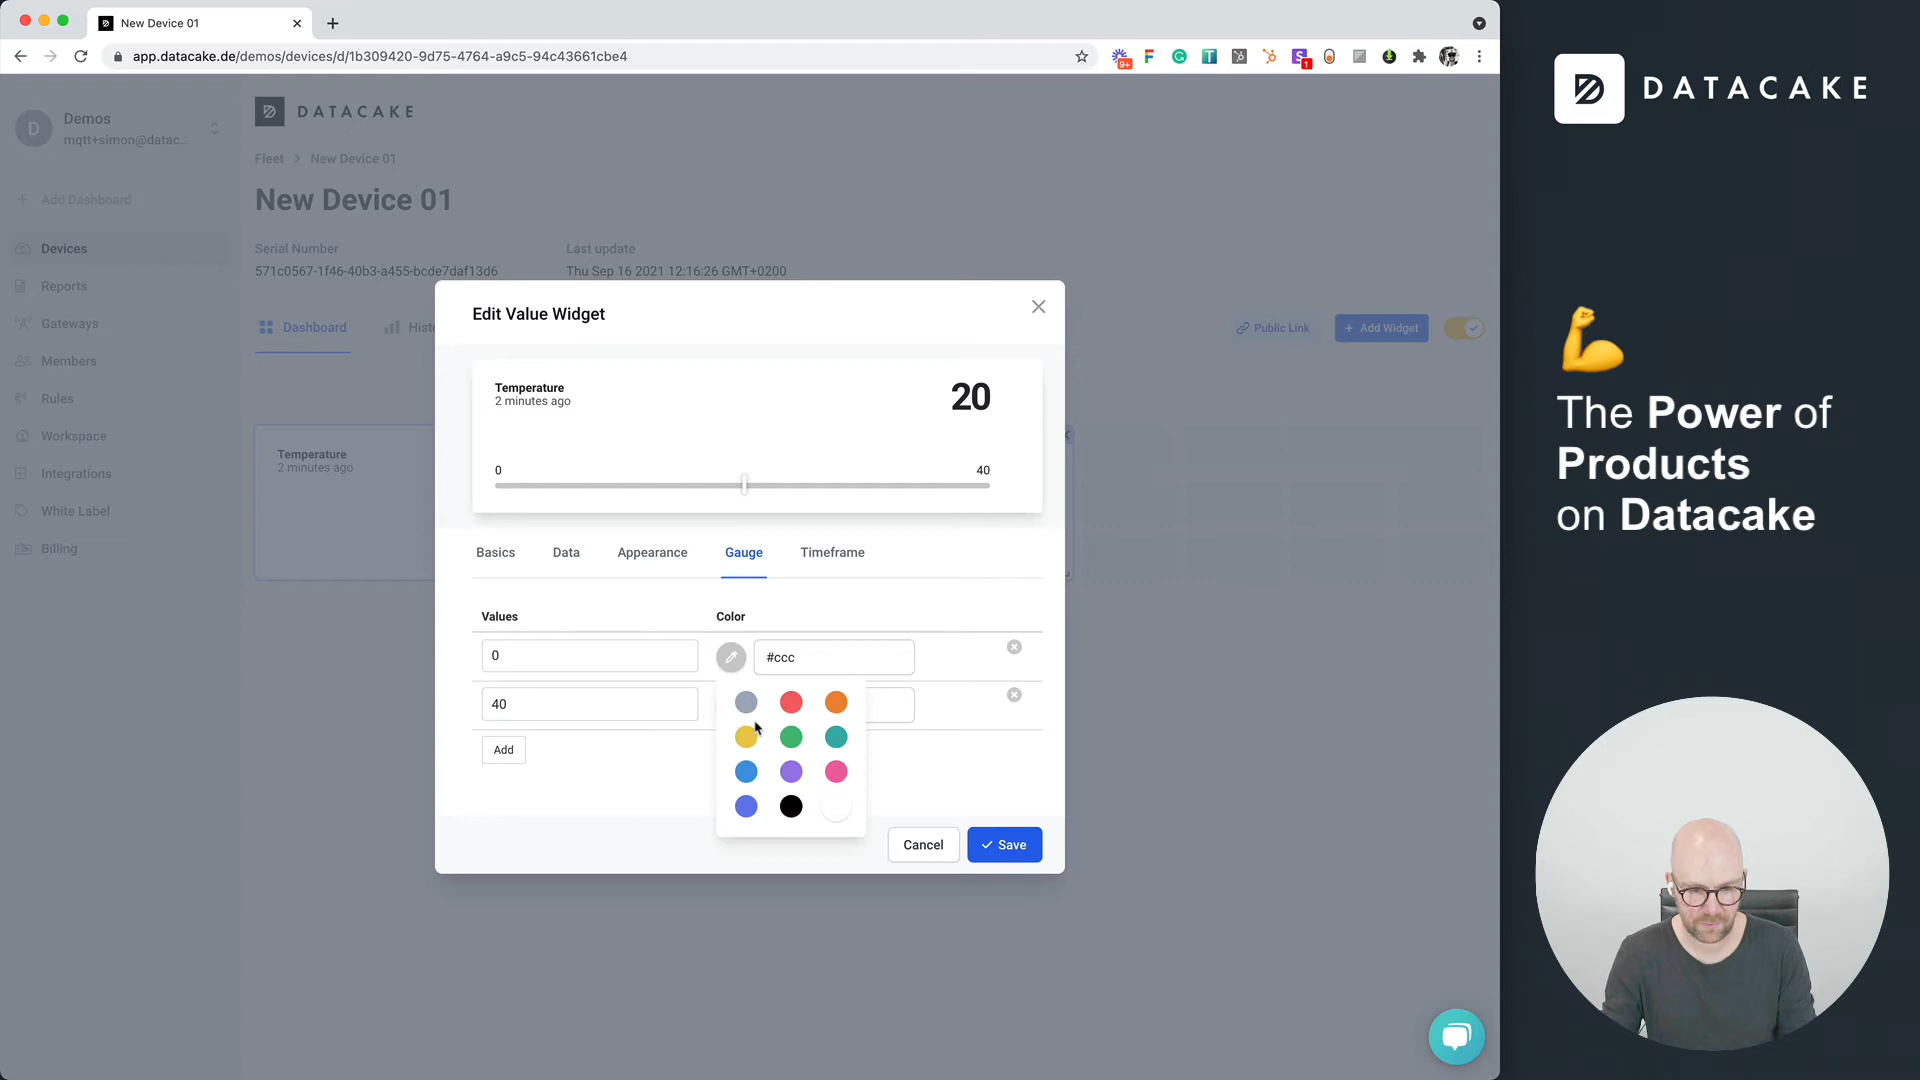 New Device 01
app.datacake.de/demos/devices/d/1b309420-9d75-4764-a9c5-94c43661cbe4
9+
1
D
Demos
mqtt+simon@datac...
Add Dashboard
Devices
Reports
Gateways
Members
Rules
Workspace
Integrations
White Label
Billing
DATACAKE
Fleet > New Device 01
New Device 01
Serial Number
571c0567-1f46-40b3-a455-bcde7daf13d6
Last update
Thu Sep 16 2021 12:16:26 GMT+0200
Dashboard
Histo
Public Link
+ Add Widget
Temperature
2 minutes ago
Edit Value Widget
Temperature
2 minutes ago
20
0
40
Basics
Data
Appearance
Gauge
Timeframe
Values
Color
0
#ccc
40
Add
Cancel
Save
DATACAKE
The Power of
Products
on Datacake